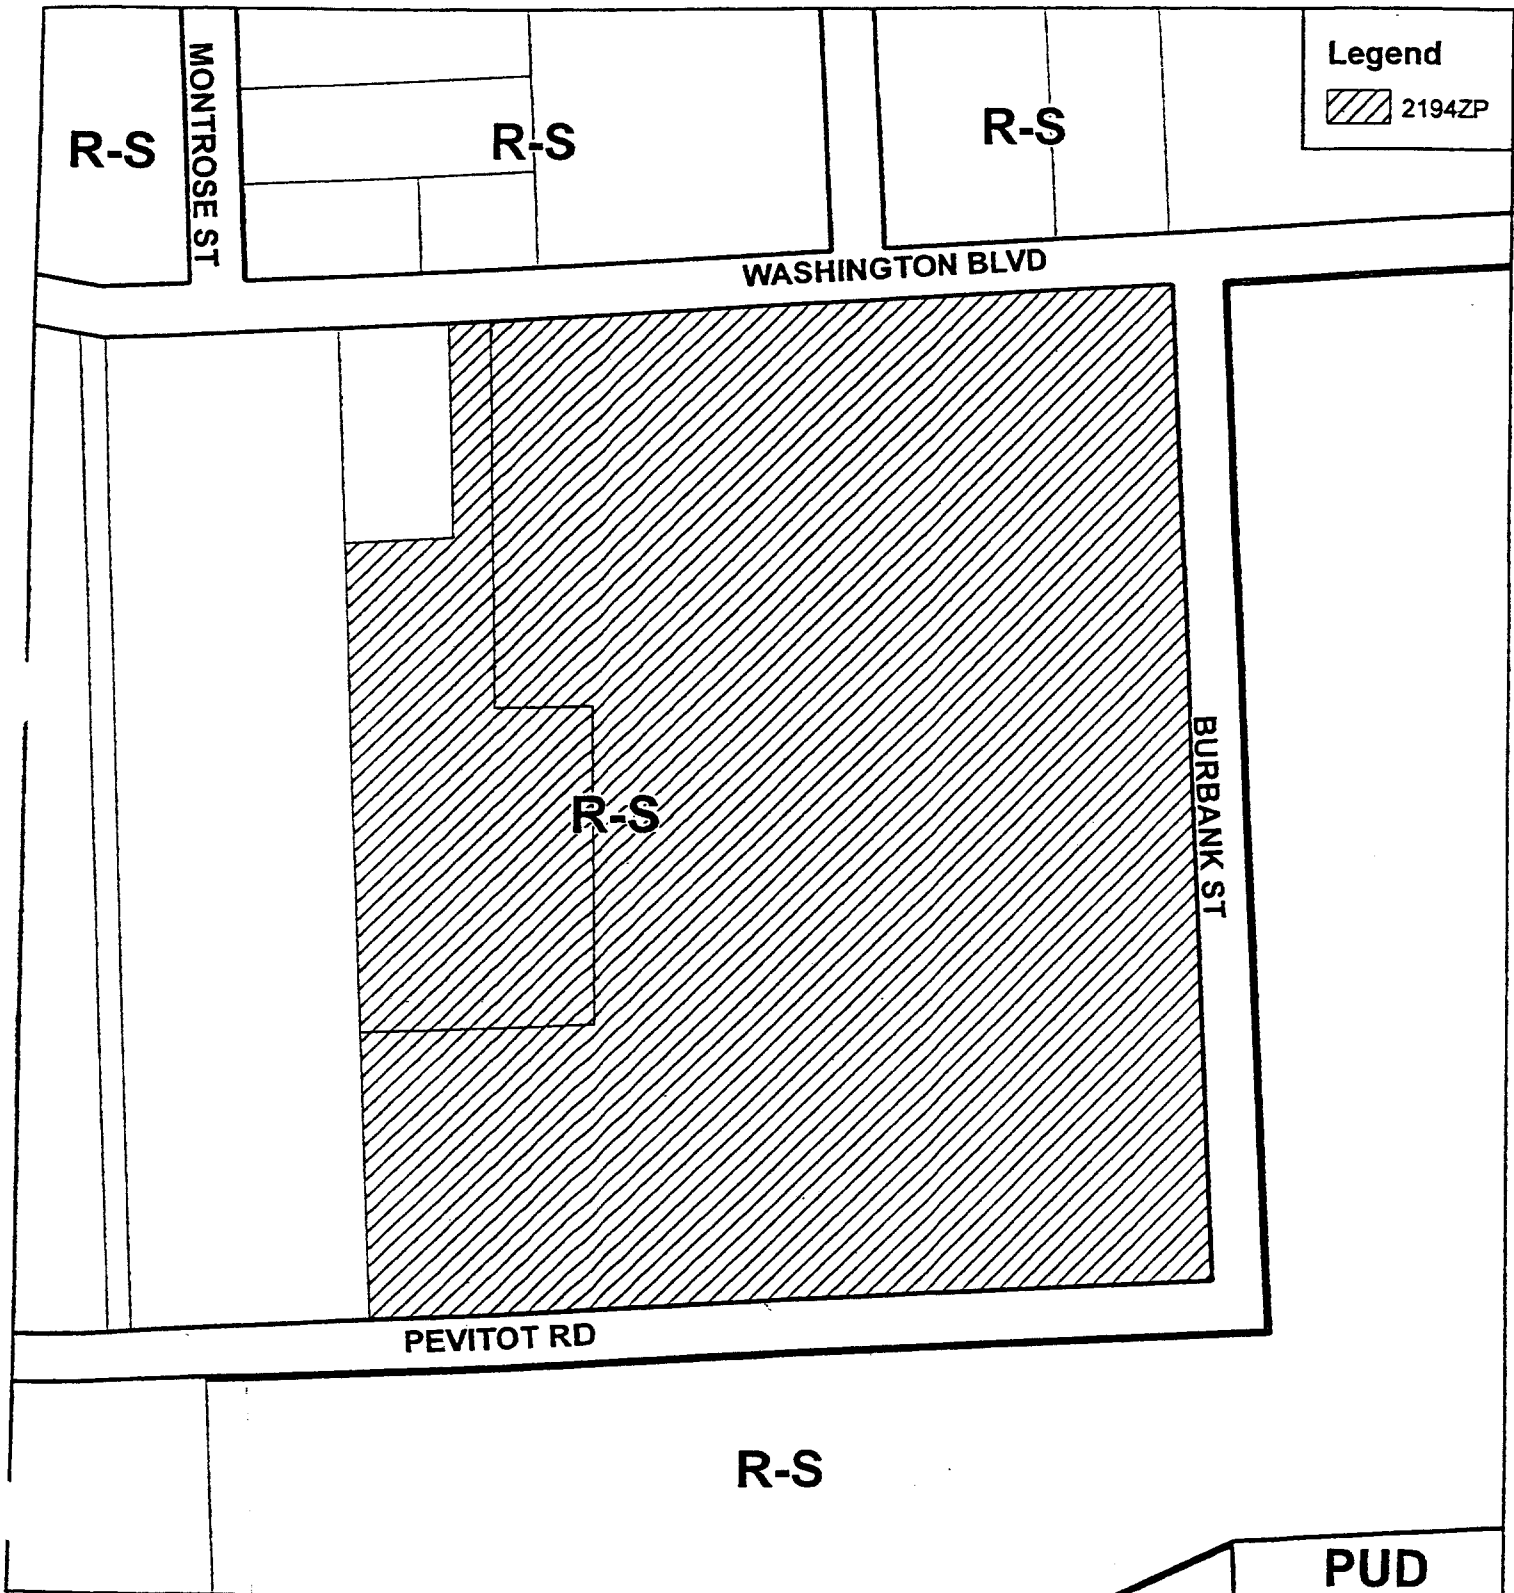 Legend
2194ZP
R-S
MONTROSE ST
R-S
R-S
WASHINGTON BLVD
R-S
BURBANK ST
PEVITOT RD
R-S
PUD